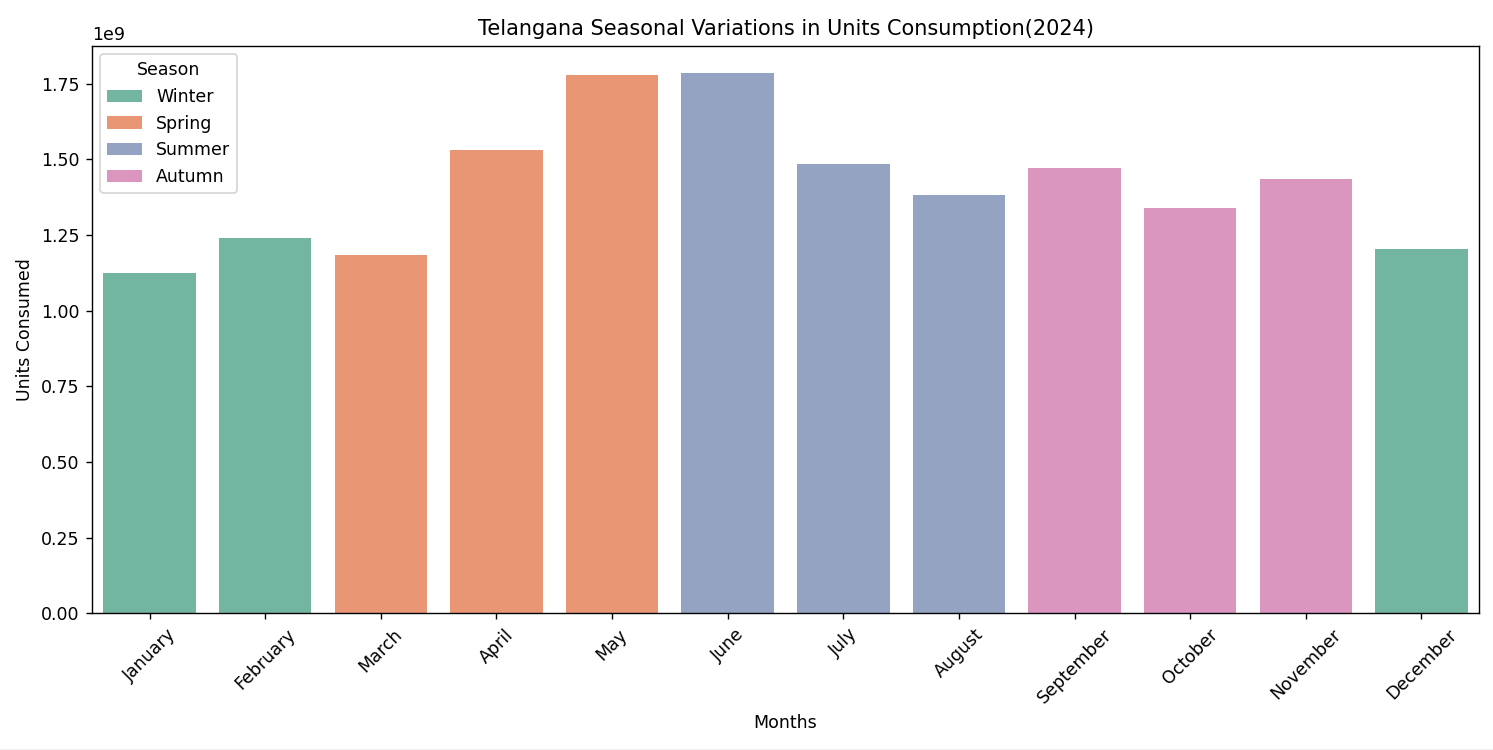 Telangana Seasonal Variations in Units Consumption(2024)
1e9
Season
Winter
Spring
Summer
Autumn
1.75
1.50
1.25
1.00
0.75
0.50
0.25
0.00
Units Consumed
January
February
March
April
May
June
July
August
September
October
November
December
Months